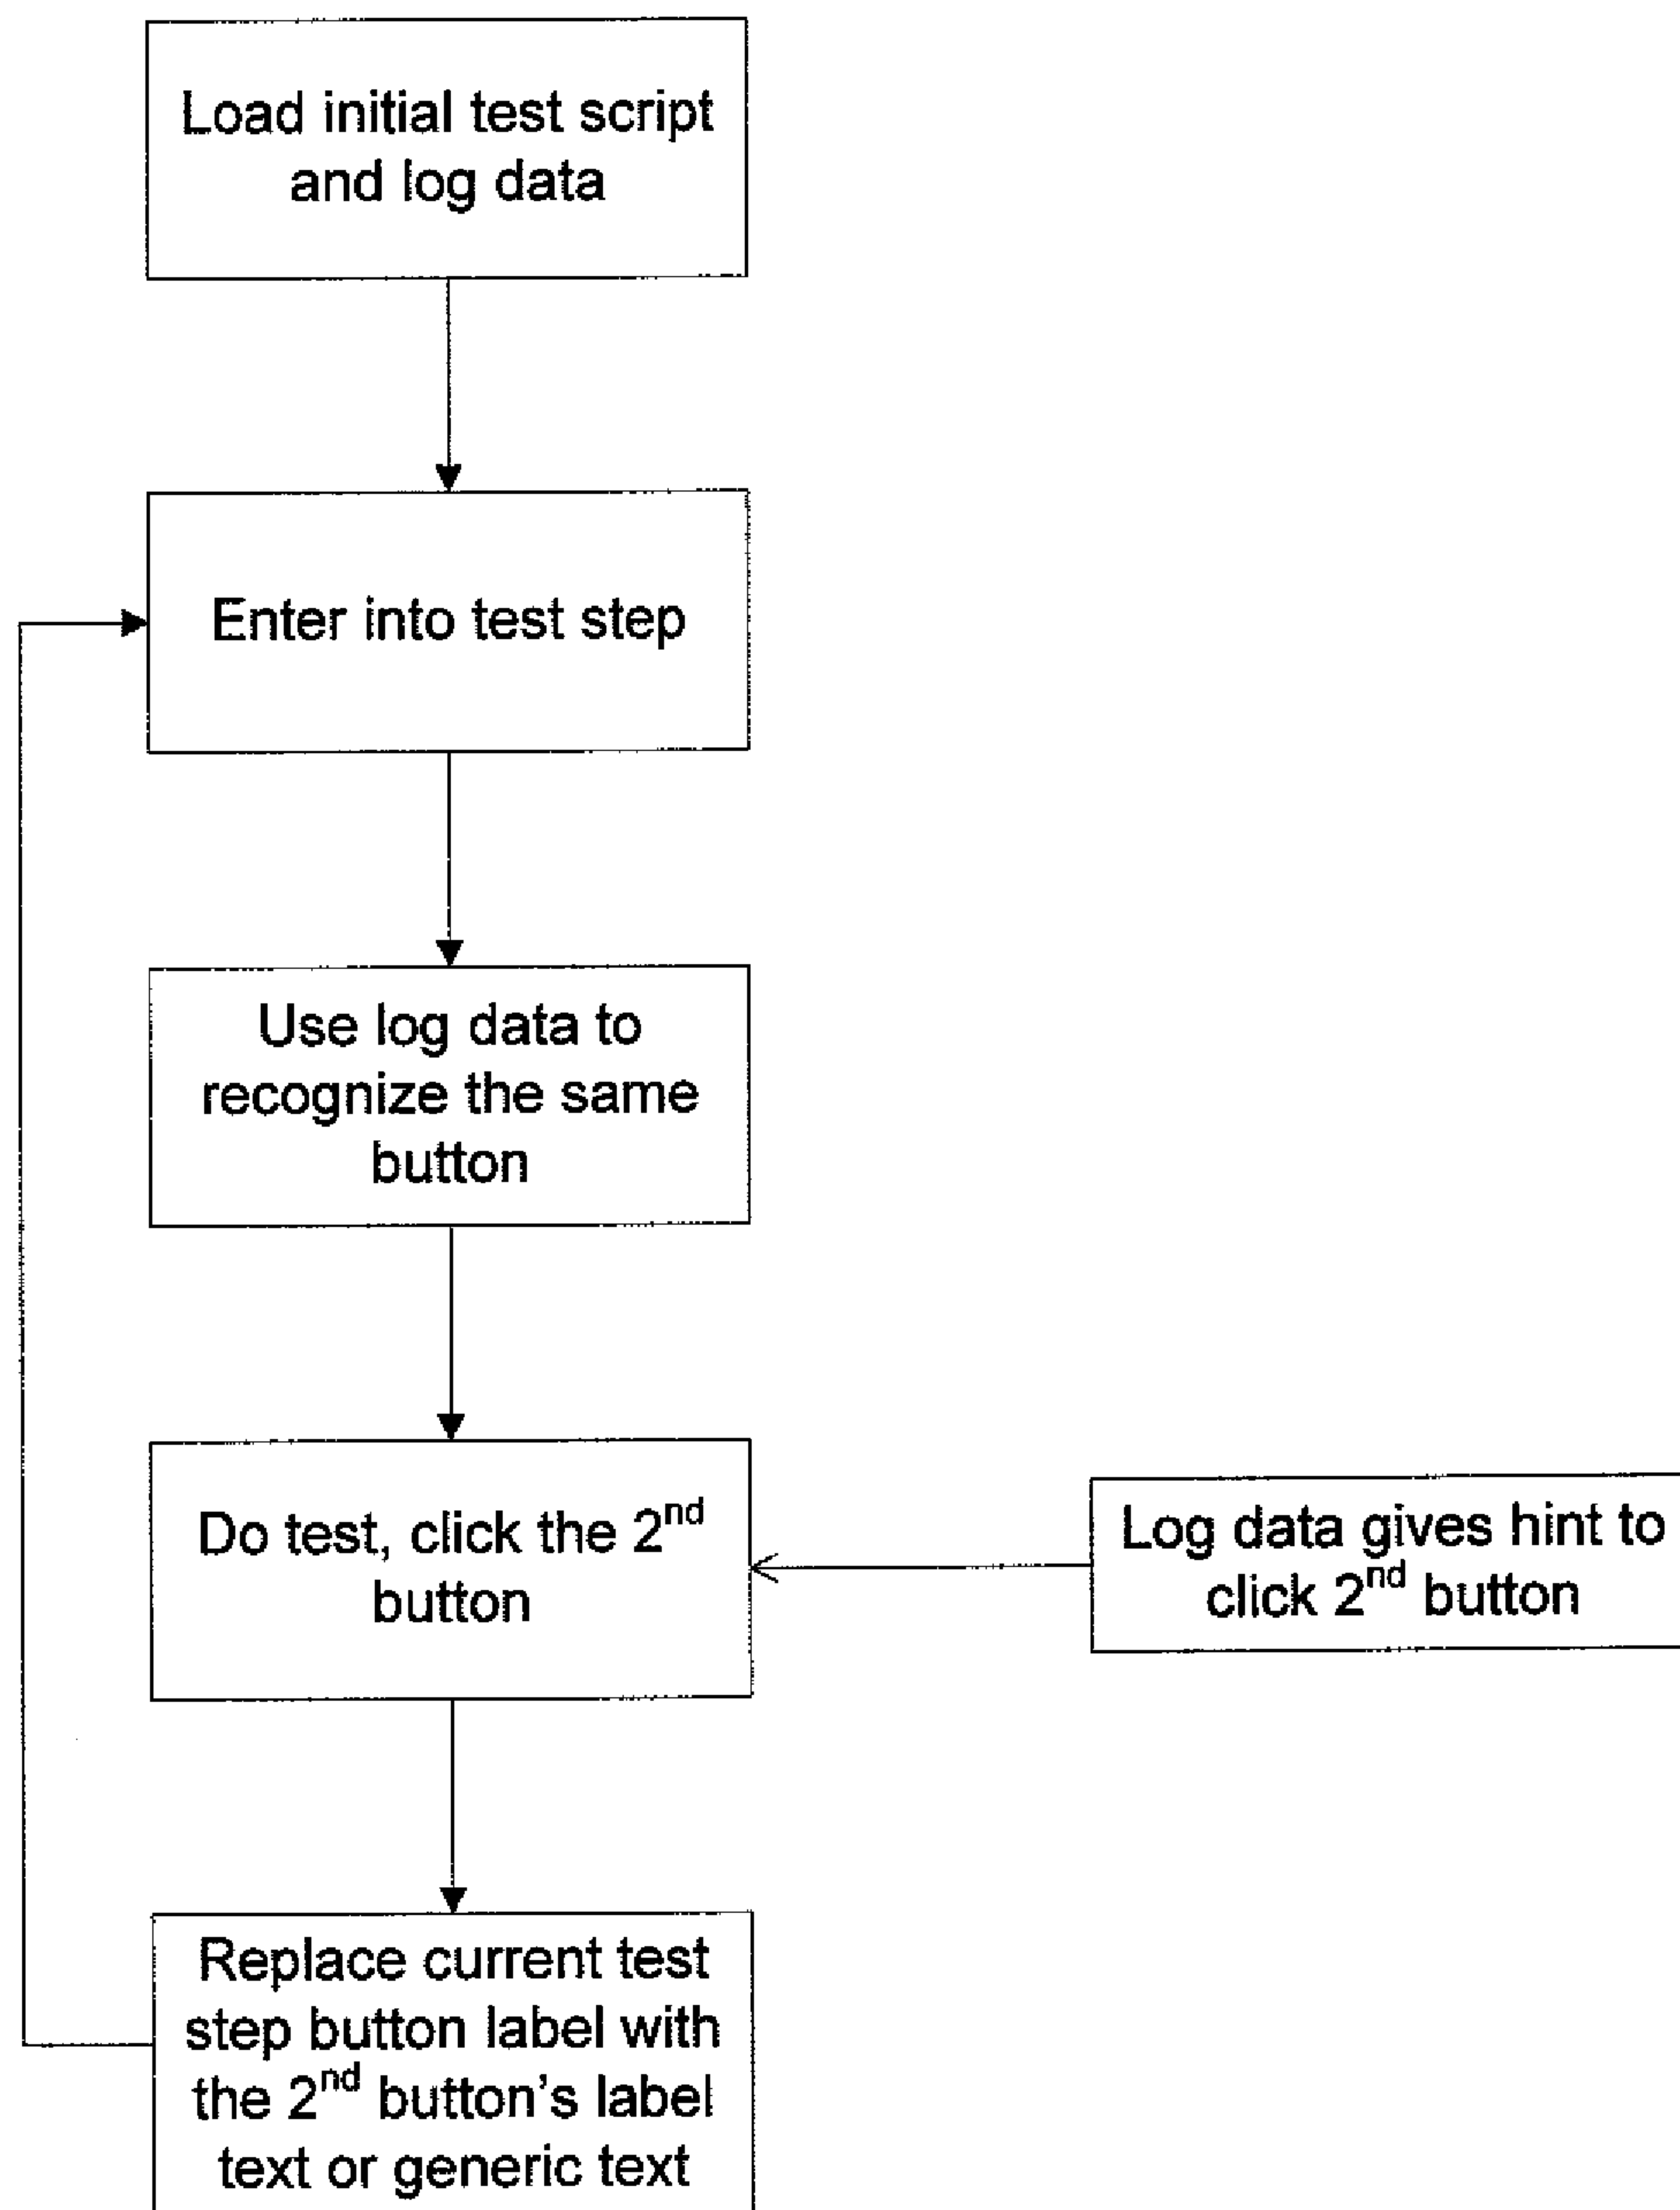 Load initial test script
and log data
Enter into test step
Use log data to
recognize the same
button
Do test, click the 2nd
button
Log data gives hint to
click 2nd button
Replace current test
step button label with
the 2nd button's label
text or generic text